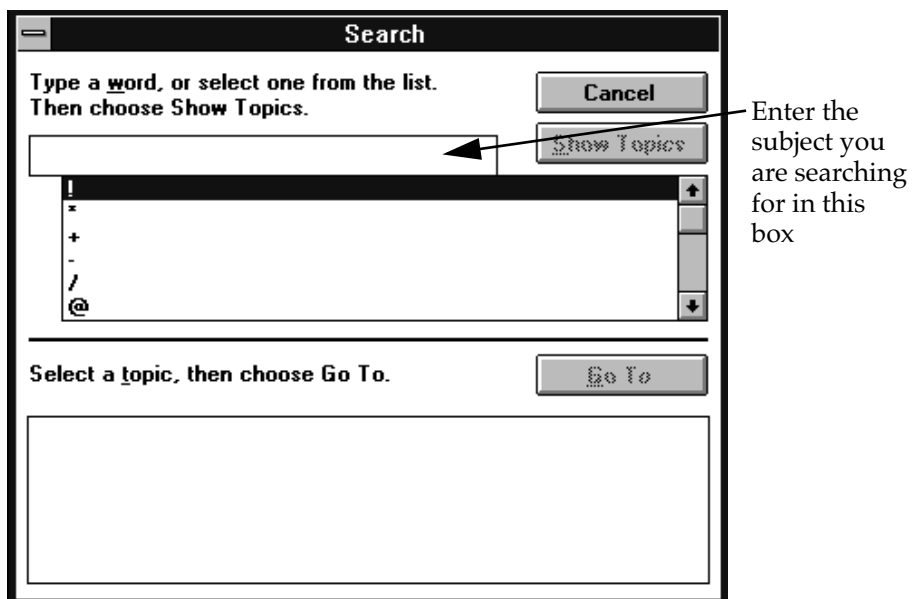 Search
Type a word, or select one from the list.
Then choose Show Topics.
Cancel
Show Topics
!
*
+
-
/
@
Select a topic, then choose Go To.
Go To
Enter the
subject you
are searching
for in this
box